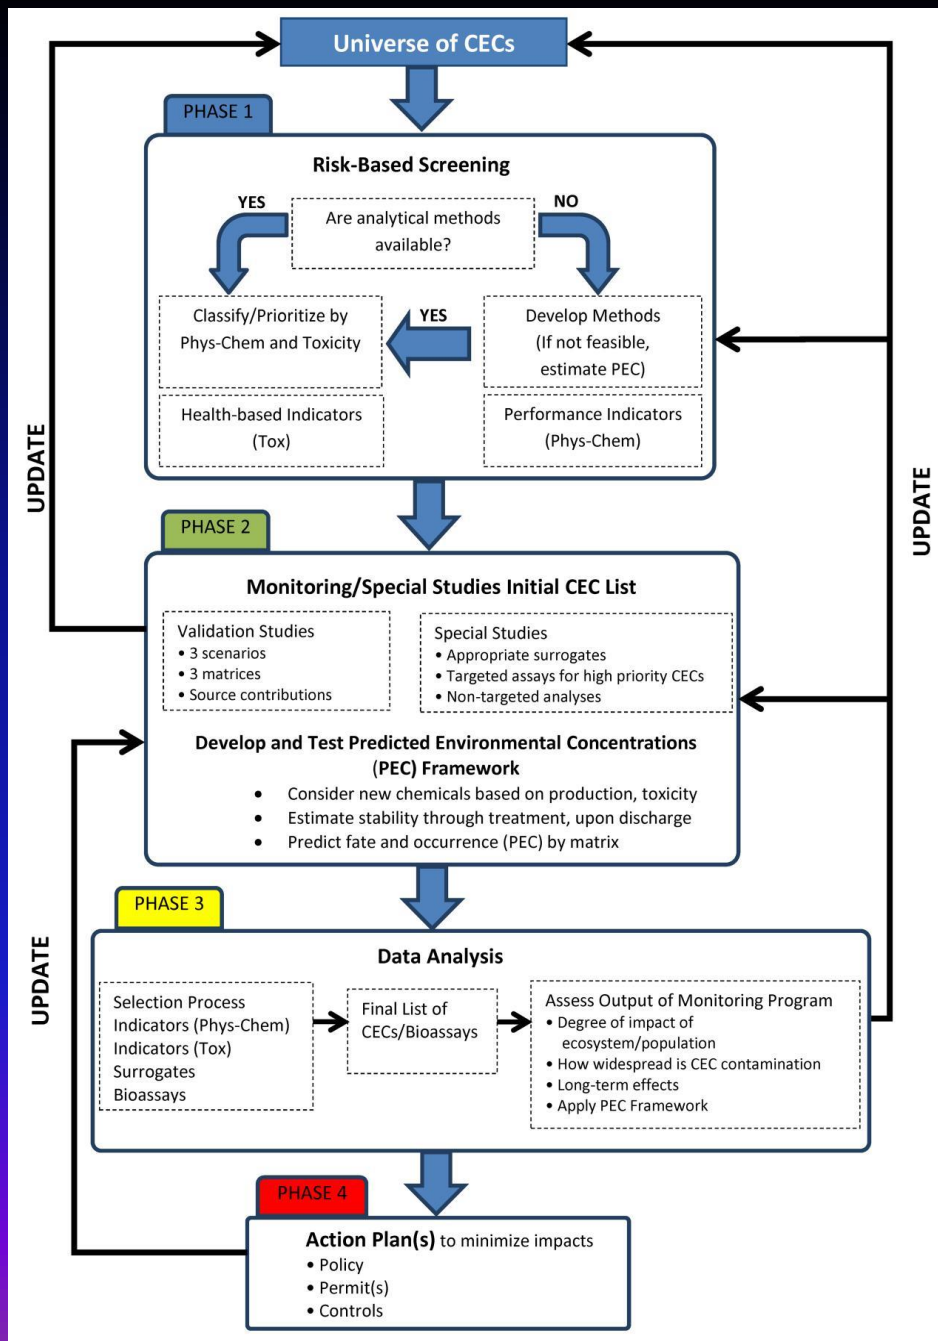 Universe of CECs
PHASE 1
Risk-Based Screening
YES
Are analytical methods
available?
NO
Classify/Prioritize by
Phys-Chem and Toxicity
YES
Develop Methods
(If not feasible,
estimate PEC)
Health-based Indicators
(Tox)
Performance Indicators
(Phys-Chem)
UPDATE
UPDATE
PHASE 2
Monitoring/Special Studies Initial CEC List
Validation Studies
• 3 scenarios
• 3 matrices
• Source contributions
Special Studies
• Appropriate surrogates
• Targeted assays for high priority CECs
• Non-targeted analyses
Develop and Test Predicted Environmental Concentrations
(PEC) Framework
• Consider new chemicals based on production, toxicity
• Estimate stability through treatment, upon discharge
• Predict fate and occurrence (PEC) by matrix
UPDATE
PHASE 3
Data Analysis
Selection Process
Indicators (Phys-Chem)
Indicators (Tox)
Surrogates
Bioassays
Final List of
CECs/Bioassays
Assess Output of Monitoring Program
• Degree of impact of
ecosystem/population
• How widespread is CEC contamination
• Long-term effects
• Apply PEC Framework
PHASE 4
Action Plan(s) to minimize impacts
• Policy
• Permit(s)
• Controls